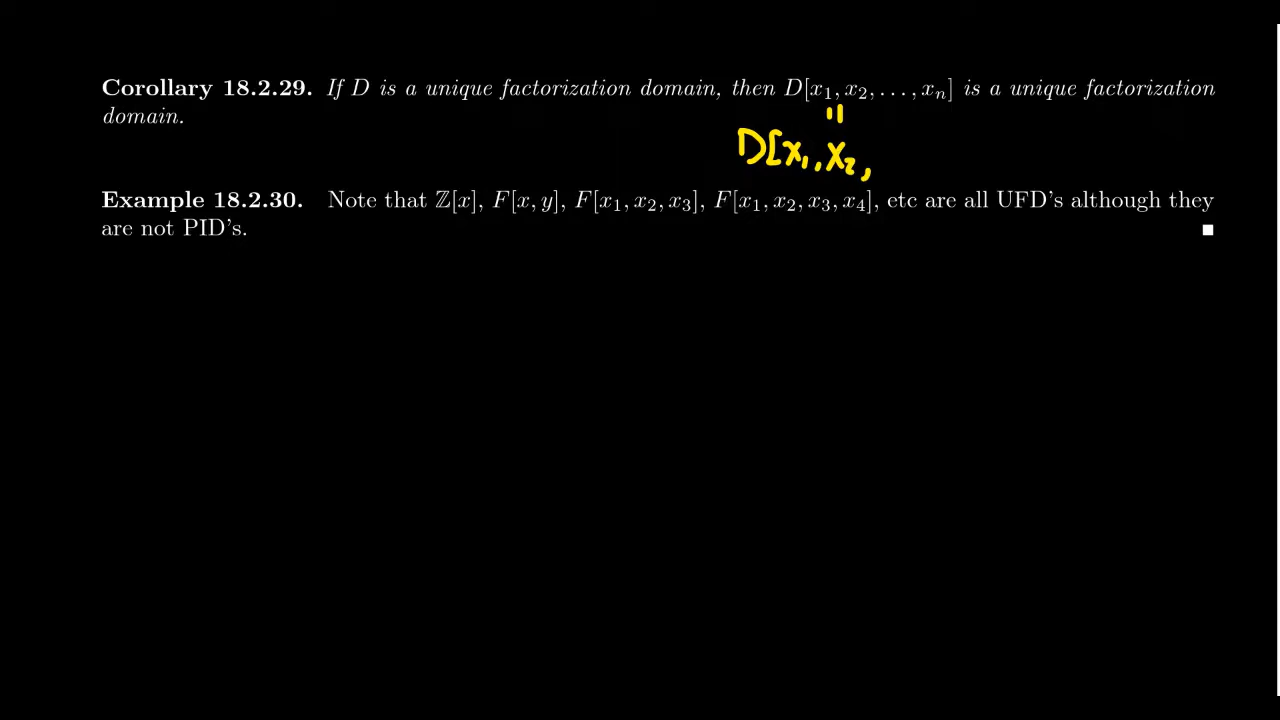 Corollary 18.2.29. If D is a unique factorization domain, then D[x₁, x₂, . . . , xₙ] is a unique factorization
domain.
"
D[x₁, x₂,
Example 18.2.30. Note that ℤ[x], F[x, y], F[x₁, x₂, x₃], F[x₁, x₂, x₃, x₄], etc are all UFD's although they
are not PID's. ■